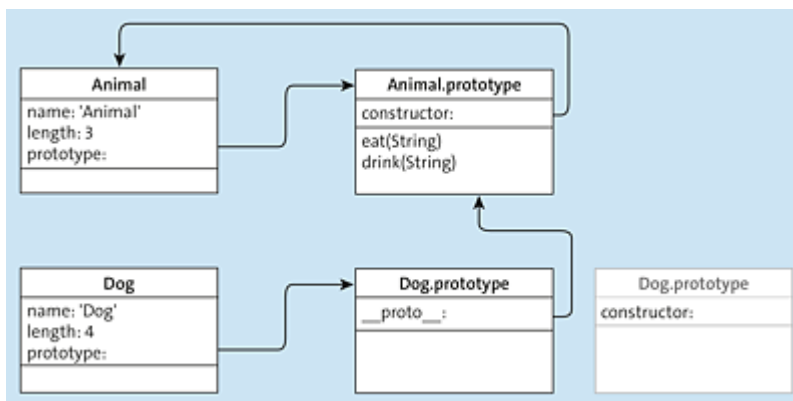 Animal
name: 'Animal'
length: 3
prototype:
Animal.prototype
constructor:
eat(String)
drink(String)
Dog
name: 'Dog'
length: 4
prototype:
Dog.prototype
__proto__:
Dog.prototype
constructor: